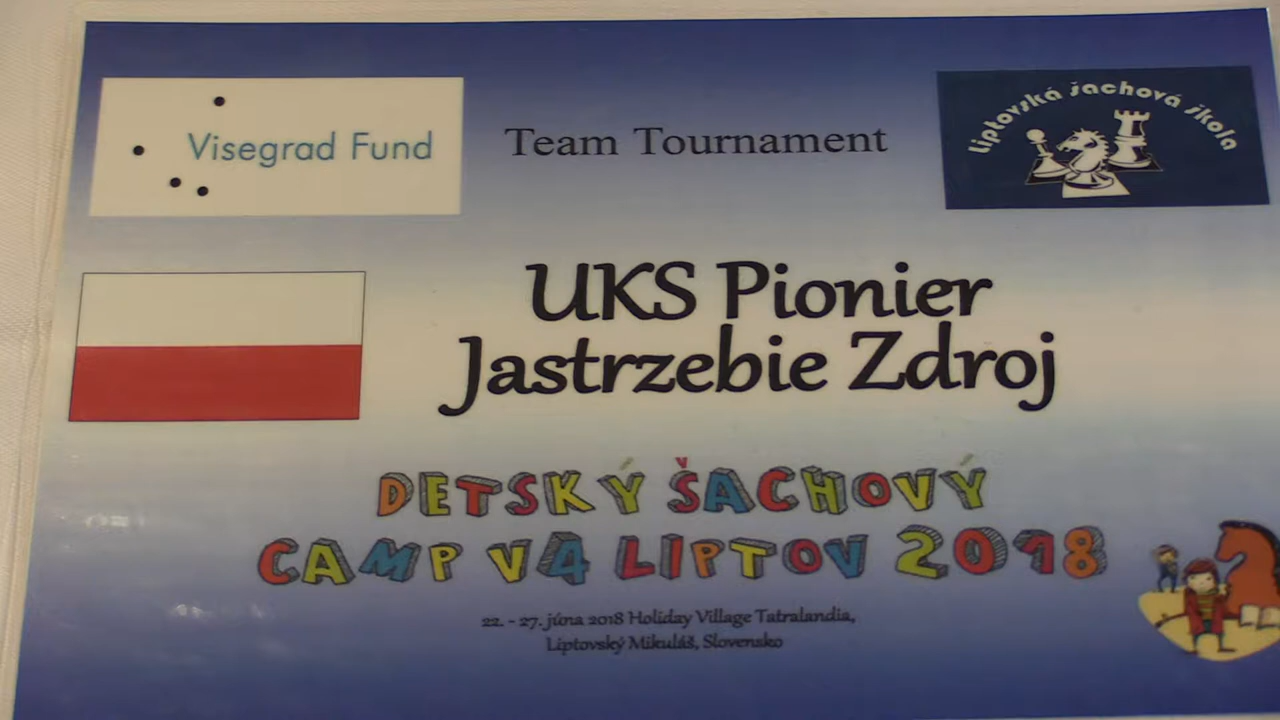 Visegrad Fund
Team Tournament
Liptovská šachová škola
UKS Pionier
Jastrzebie Zdroj
DETSKÝ ŠACHOVÝ
CAMP V4 LIPTOV 2018
22. - 27. júna 2018 Holiday Village Tatralandia,
Liptovský Mikuláš, Slovensko